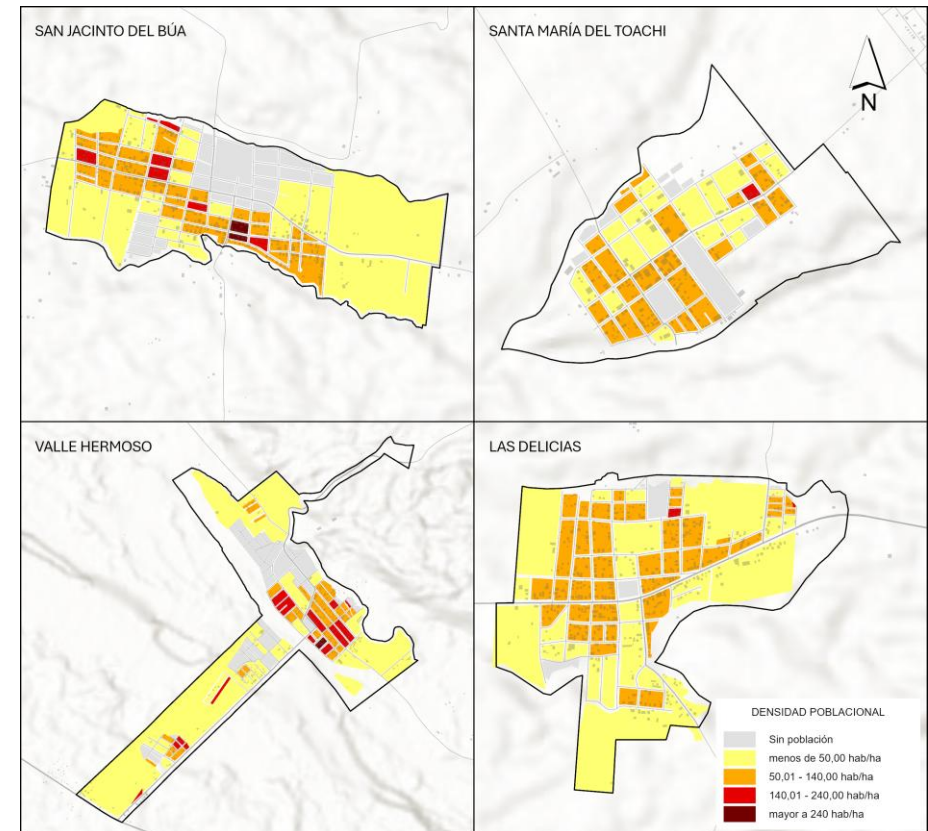 SAN JACINTO DEL BÚA
SANTA MARÍA DEL TOACHI
N
VALLE HERMOSO
LAS DELICIAS
DENSIDAD POBLACIONAL
Sin población
menos de 50,00 hab/ha
50,01 - 140,00 hab/ha
140,01 - 240,00 hab/ha
mayor a 240 hab/ha